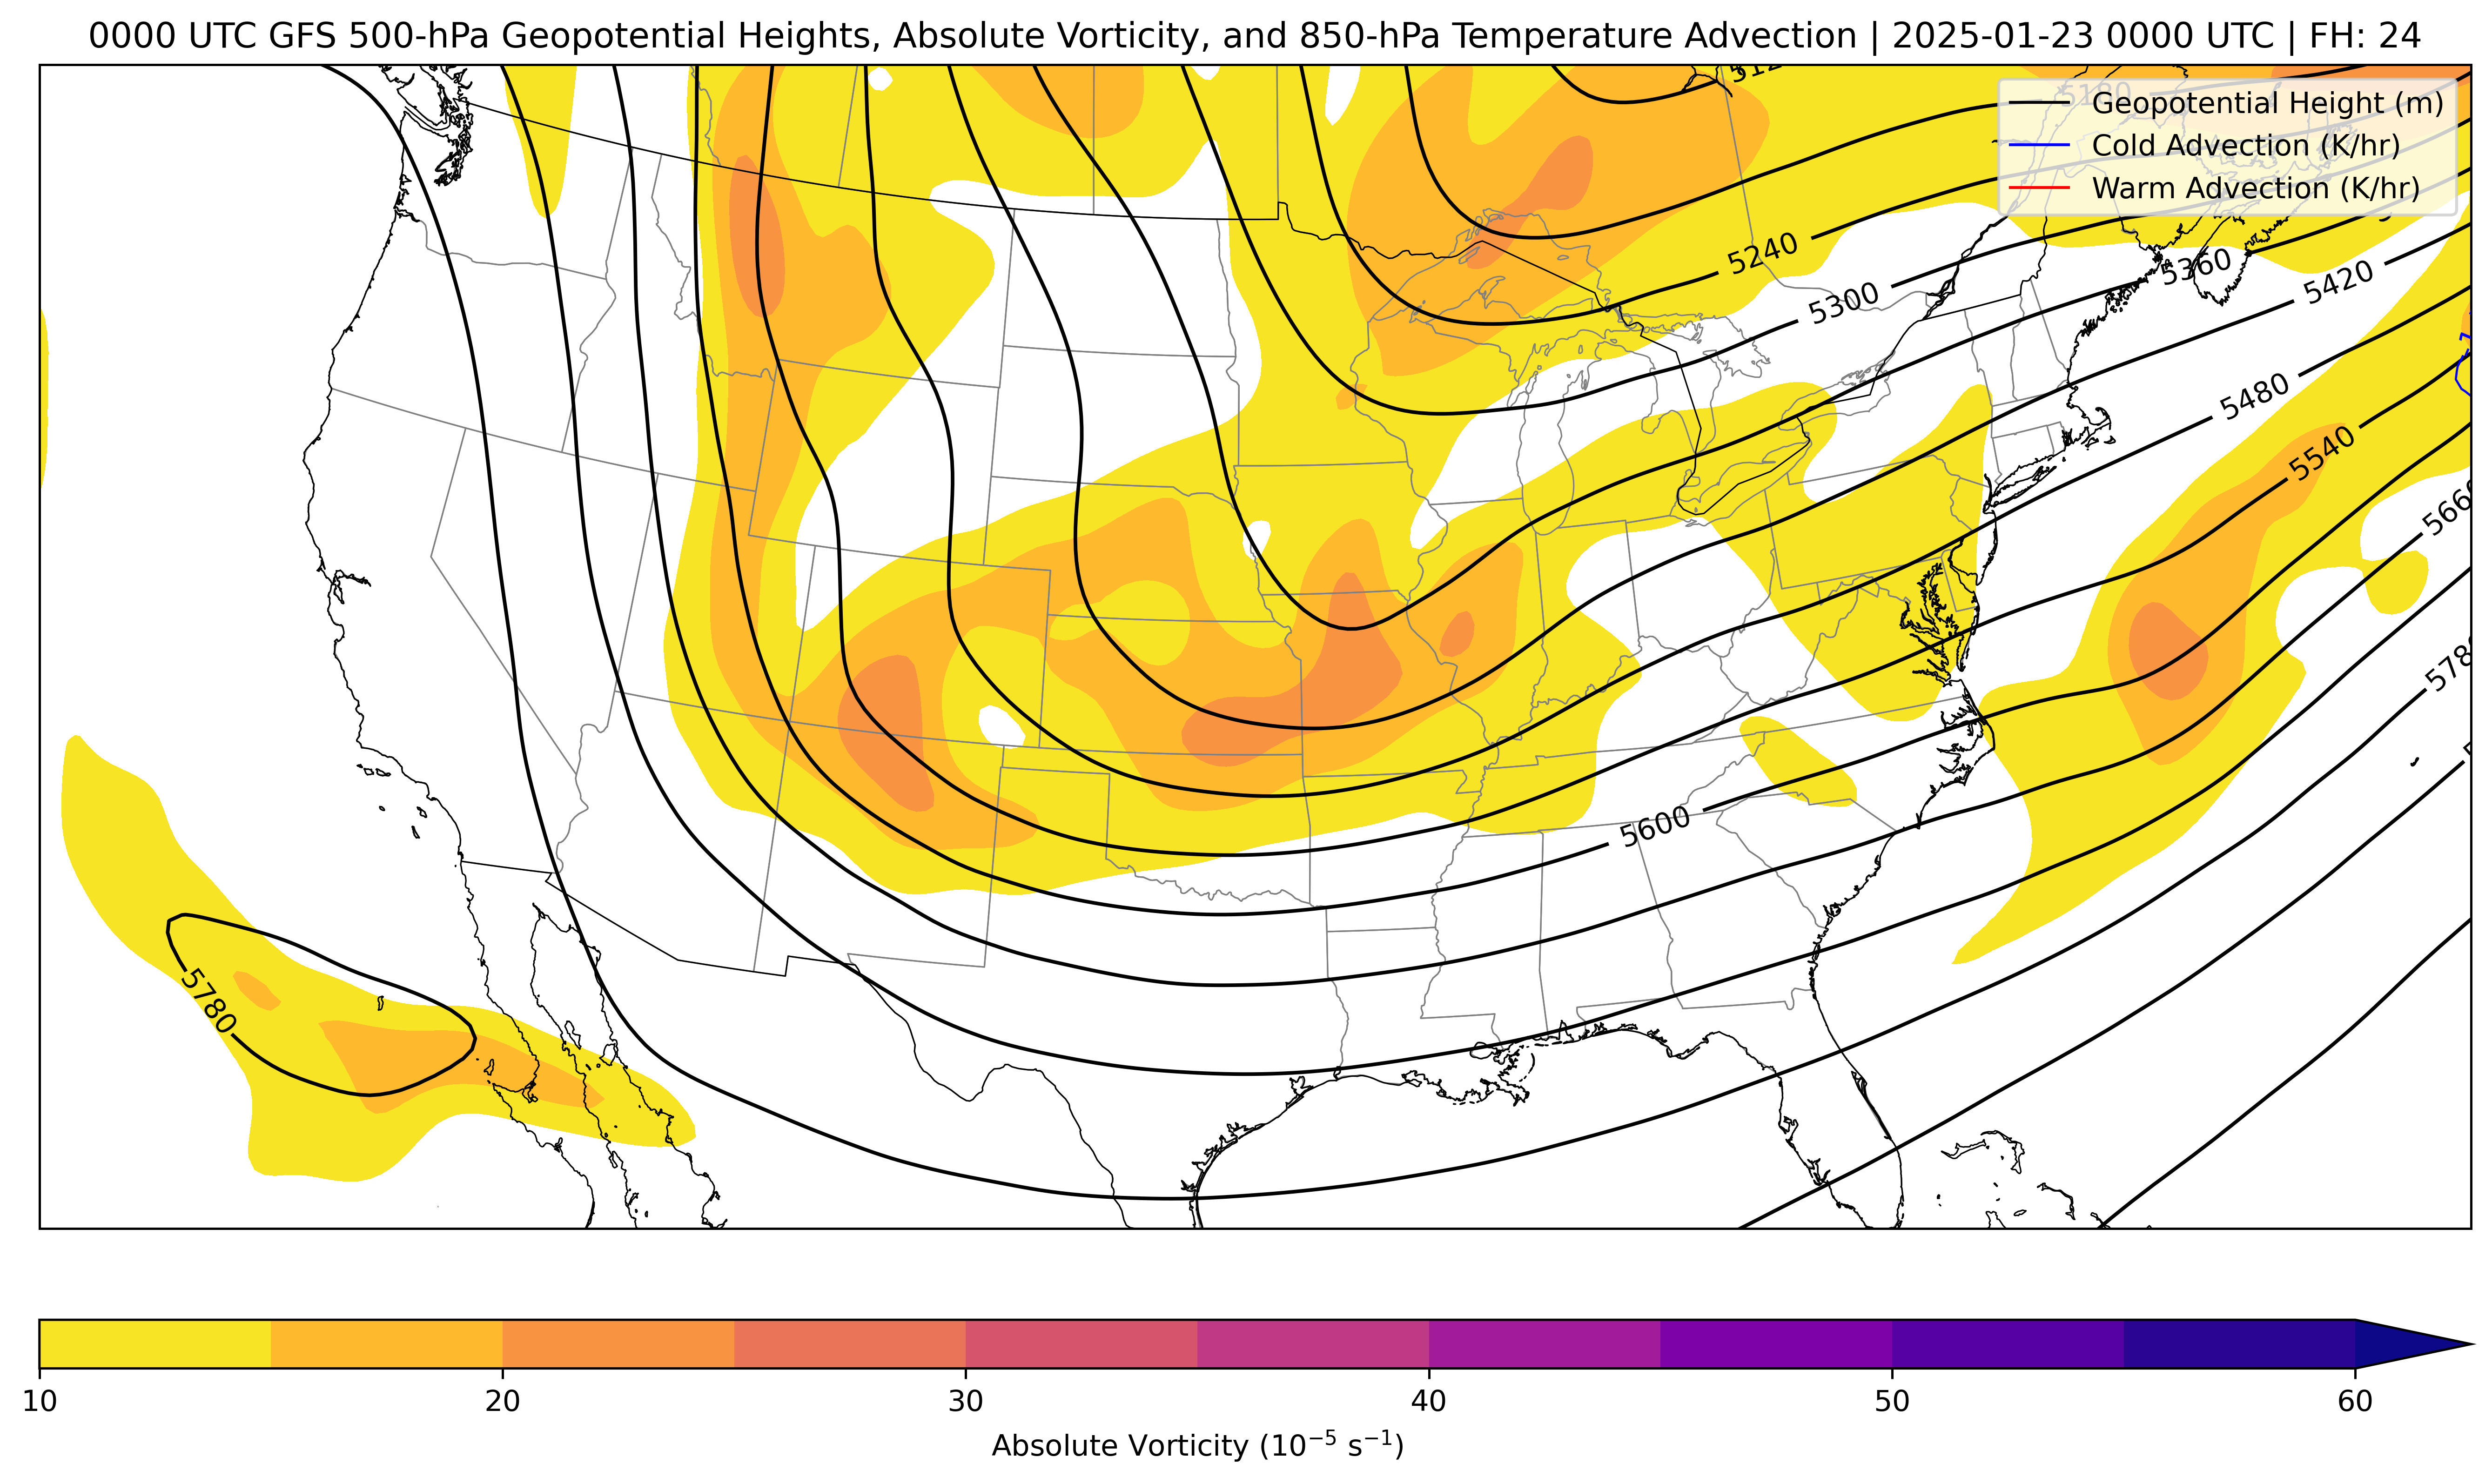 0000 UTC GFS 500-hPa Geopotential Heights, Absolute Vorticity, and 850-hPa Temperature Advection | 2025-01-23 0000 UTC | FH: 24
5180
Geopotential Height (m)
Cold Advection (K/hr)
Warm Advection (K/hr)
5240
5360
5300
5420
5480
5540
5600
5780
10 20 30 40 50 60
Absolute Vorticity (10⁻⁵ s⁻¹)